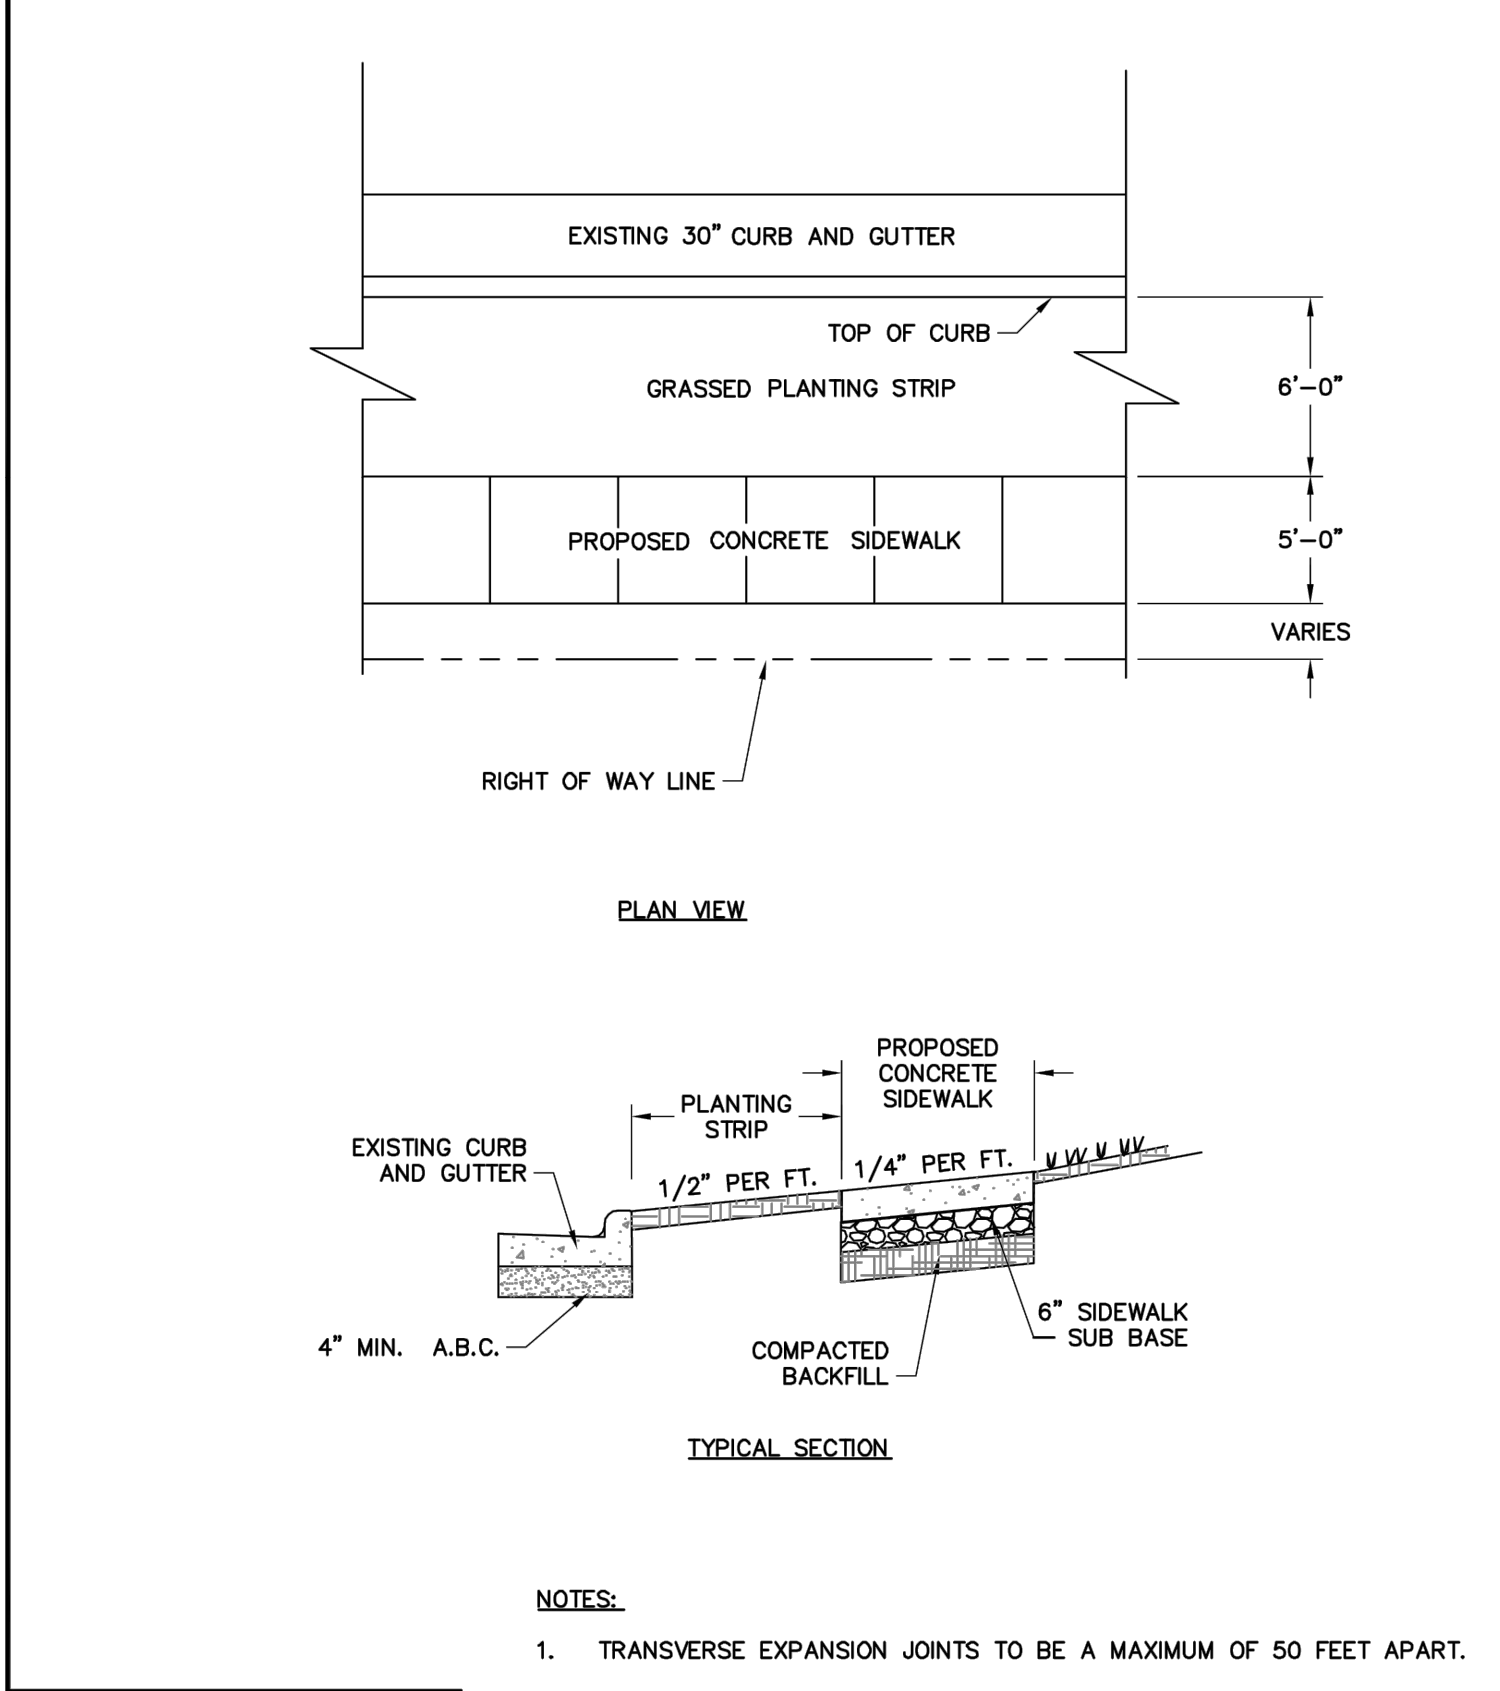 EXISTING 30” CURB AND GUTTER
TOP OF CURB
GRASSED PLANTING STRIP
6’-0”
PROPOSED CONCRETE SIDEWALK
5’-0”
VARIES
RIGHT OF WAY LINE
PLAN VIEW
PROPOSED
CONCRETE
SIDEWALK
PLANTING
STRIP
EXISTING CURB
AND GUTTER
1/2” PER FT.
1/4” PER FT.
6” SIDEWALK
SUB BASE
4” MIN. A.B.C.
COMPACTED
BACKFILL
TYPICAL SECTION
NOTES:
1. TRANSVERSE EXPANSION JOINTS TO BE A MAXIMUM OF 50 FEET APART.